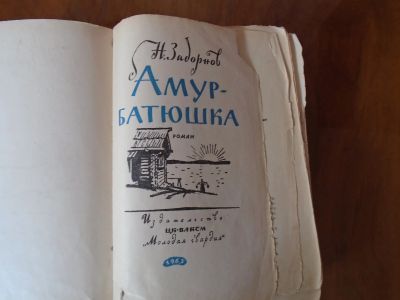 Н. Задорнов
АМУР-
БАТЮШКА
РОМАН
Издательство
ЦК ВЛКСМ
„Молодая гвардия"
1962